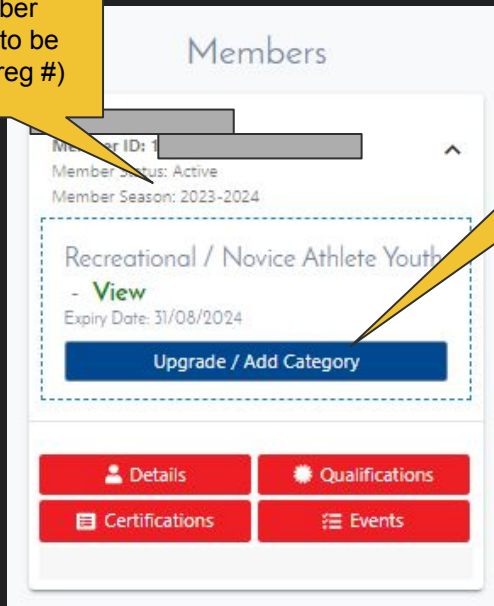 ber
to be
reg #)
Members
Member ID: 1
Member Status: Active
Member Season: 2023-2024
Recreational / Novice Athlete Youth
- View
Expiry Date: 31/08/2024
Upgrade / Add Category
Details
Qualifications
Certifications
Events